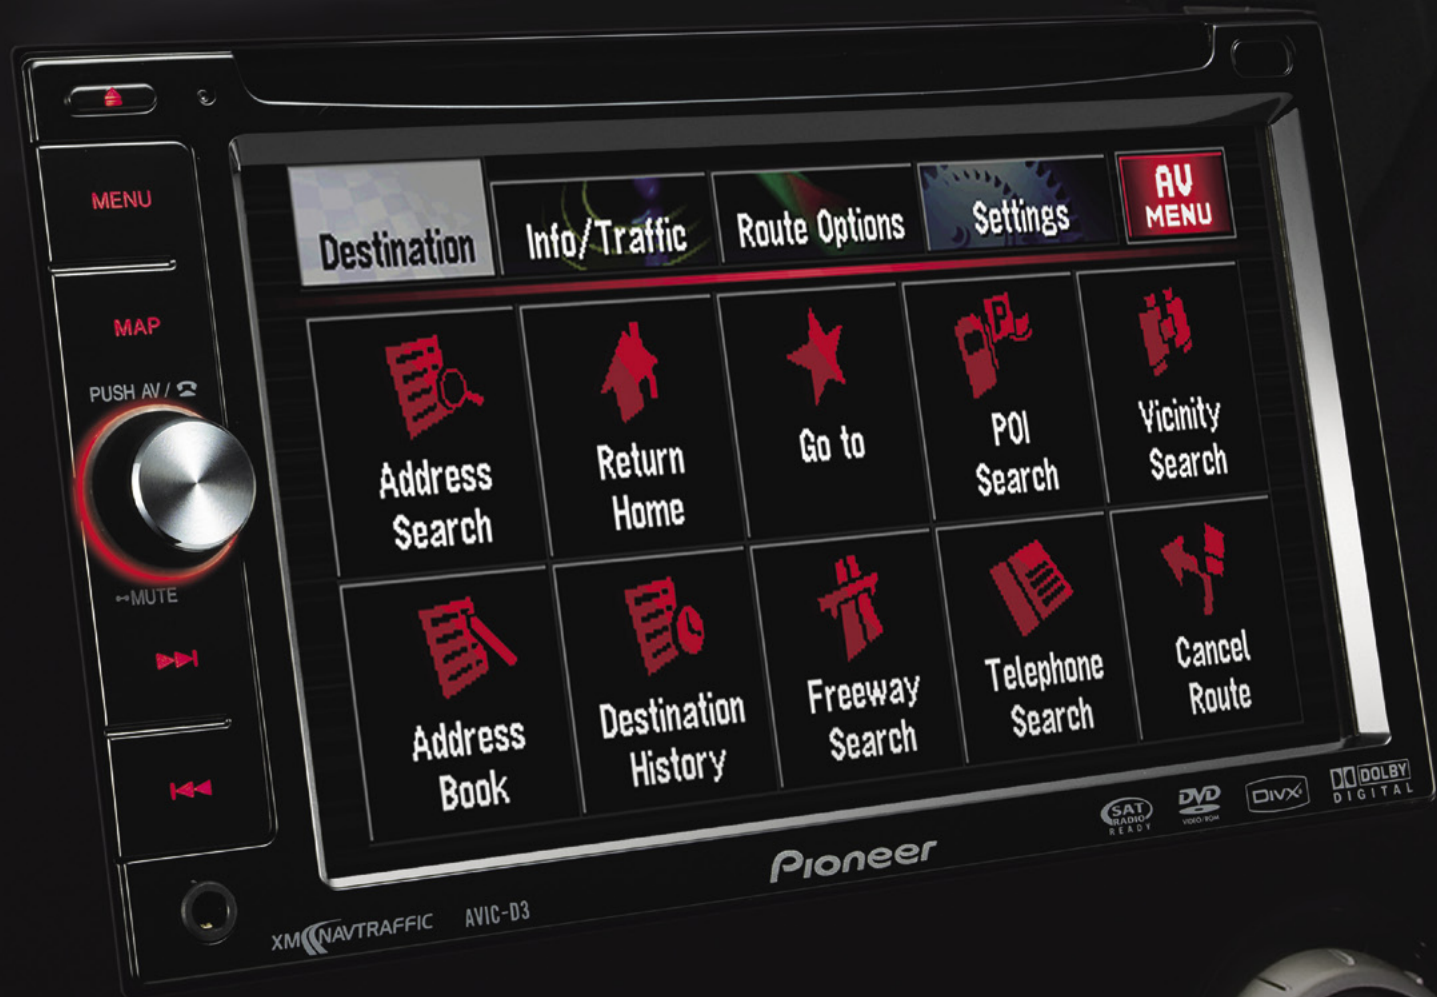 MENU
MAP
PUSH AV /
MUTE
Destination
Info/Traffic
Route Options
Settings
AV
MENU
Address
Search
Return
Home
Go to
P
POI
Search
Vicinity
Search
Address
Book
Destination
History
Freeway
Search
Telephone
Search
Cancel
Route
XM NAVTRAFFIC
AVIC-D3
Pioneer
SAT
RADIO
READY
DVD
VIDEO/ROM
DIVX
DOLBY
DIGITAL